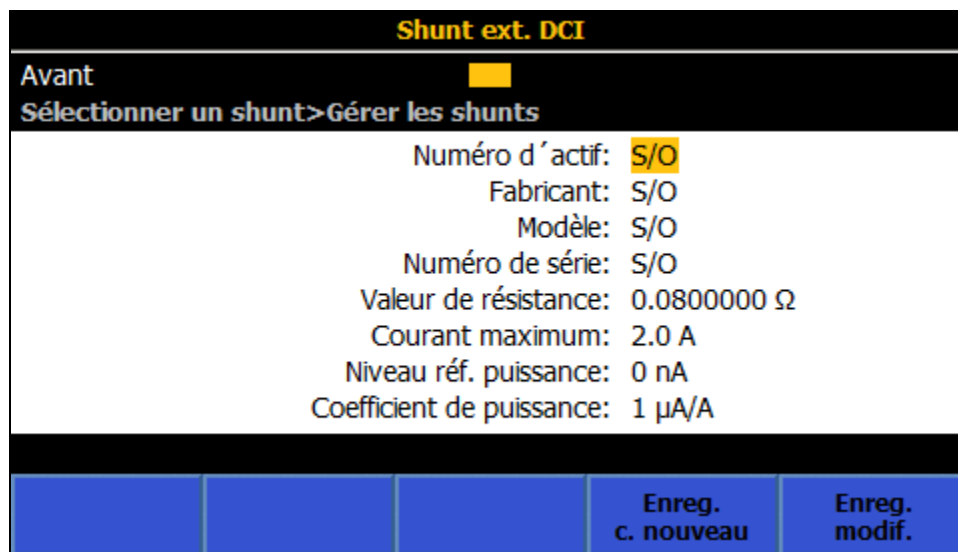 Shunt ext. DCI
Avant
Sélectionner un shunt>Gérer les shunts
Numéro d´actif: S/O
Fabricant: S/O
Modèle: S/O
Numéro de série: S/O
Valeur de résistance: 0.0800000 Ω
Courant maximum: 2.0 A
Niveau réf. puissance: 0 nA
Coefficient de puissance: 1 µA/A
Enreg. c. nouveau
Enreg. modif.